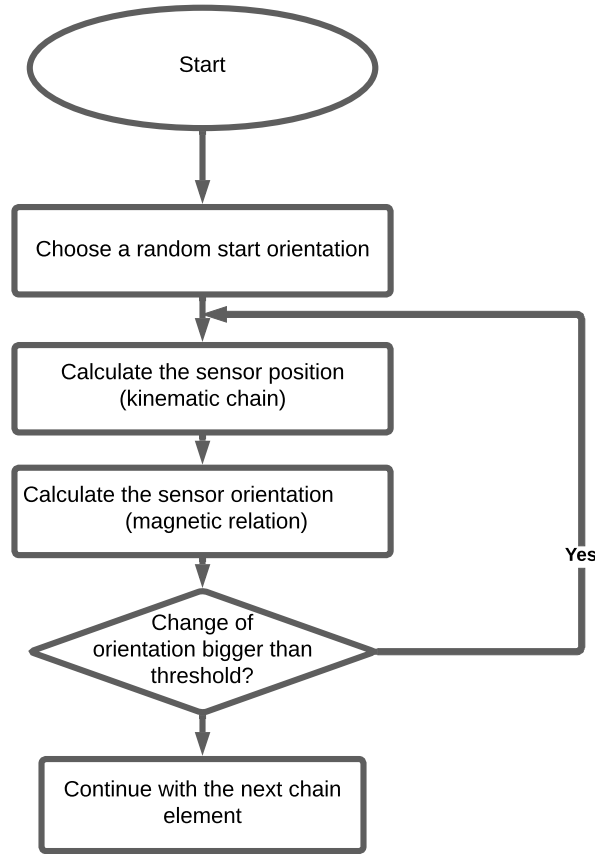 Start
Choose a random start orientation
Calculate the sensor position
(kinematic chain)
Calculate the sensor orientation
(magnetic relation)
Yes
Change of
orientation bigger than
threshold?
Continue with the next chain
element